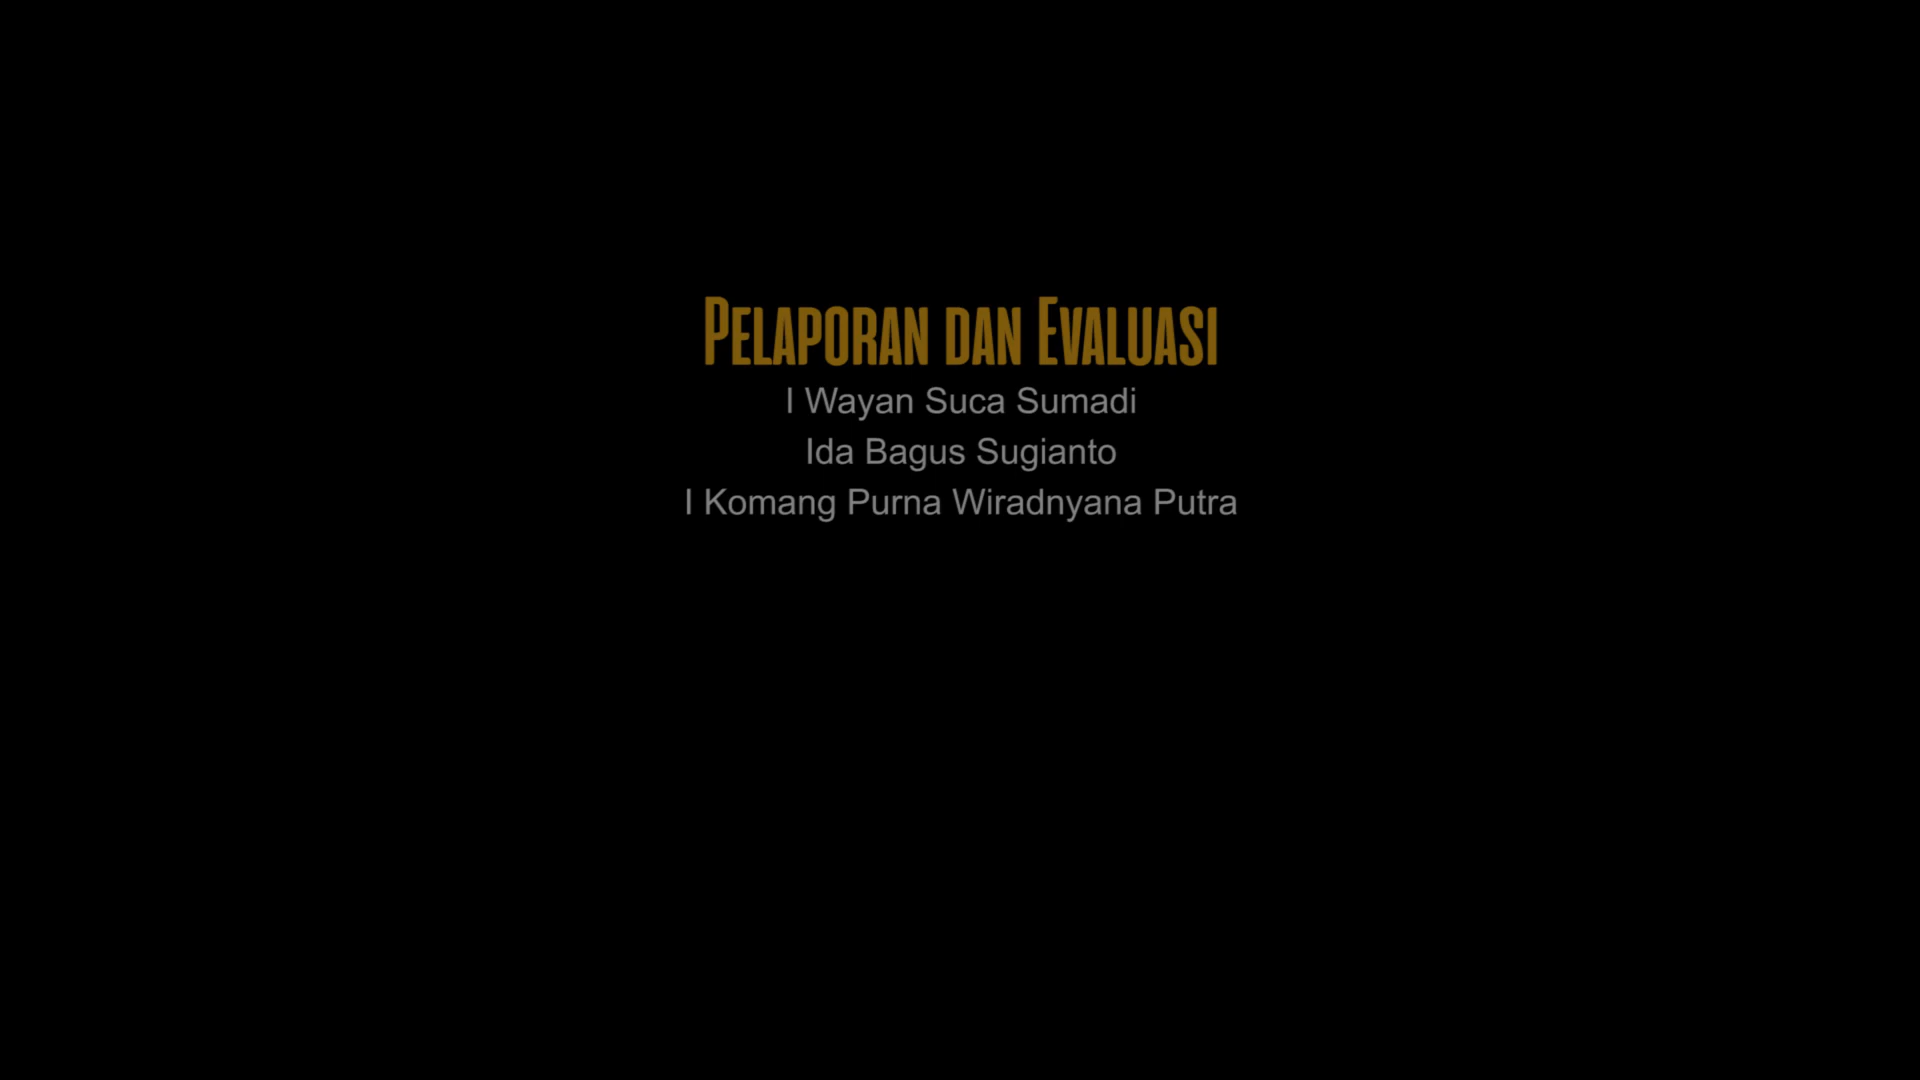 Pelaporan dan Evaluasi
I Wayan Suca Sumadi
Ida Bagus Sugianto
I Komang Purna Wiradnyana Putra